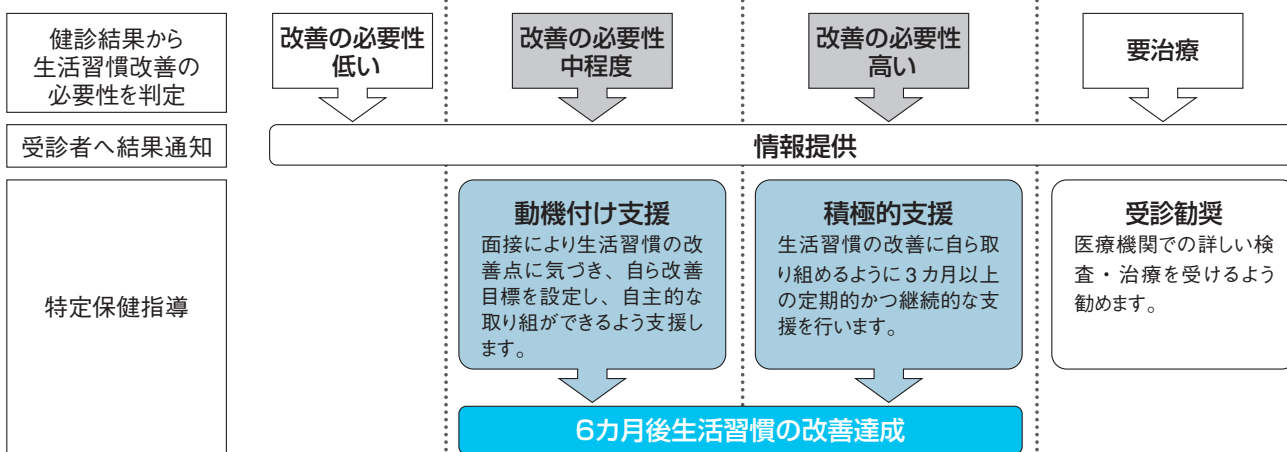 健診結果から
生活習慣改善の
必要性を判定
改善の必要性
低い
改善の必要性
中程度
改善の必要性
高い
要治療
受診者へ結果通知
情報提供
特定保健指導
動機付け支援
面接により生活習慣の改
善点に気づき、自ら改善
目標を設定し、自主的な
取り組ができるよう支援し
ます。
積極的支援
生活習慣の改善に自ら取
り組めるように3カ月以上
の定期的かつ継続的な支
援を行います。
受診勧奨
医療機関での詳しい検
査・治療を受けるよう
勧めます。
6カ月後生活習慣の改善達成